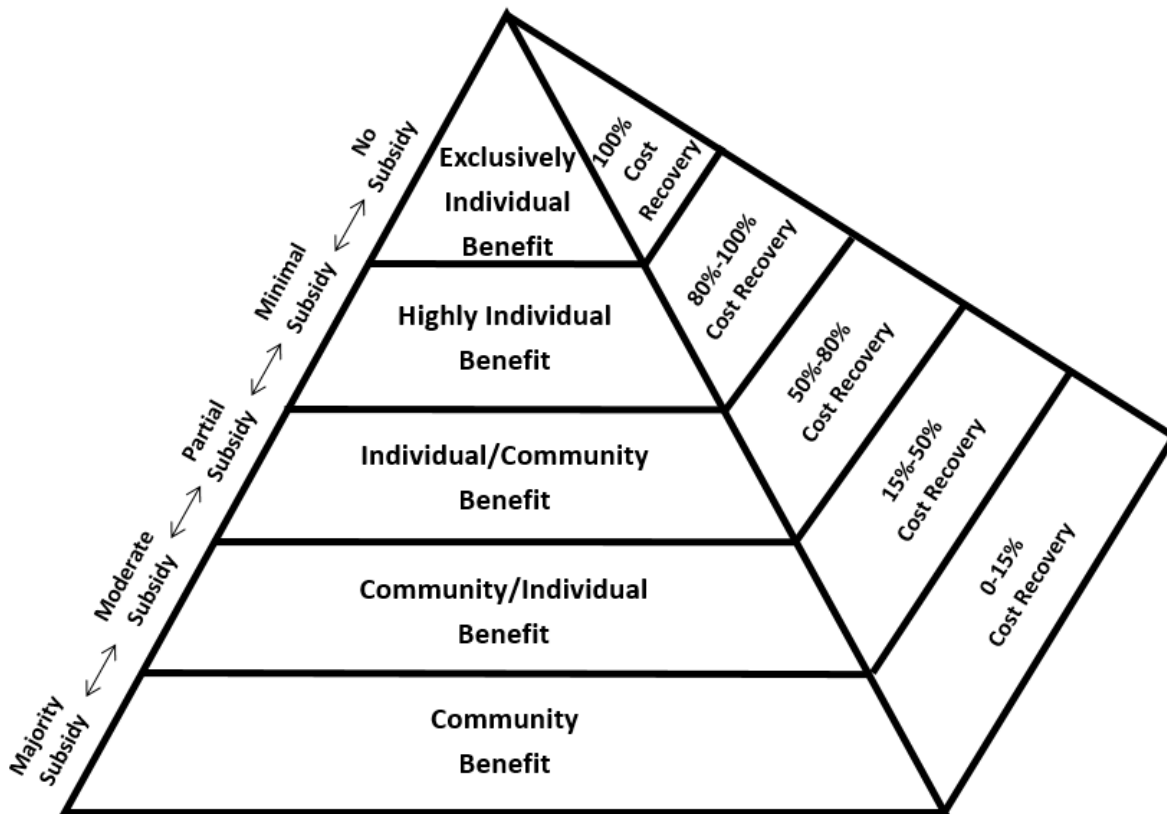 No
Subsidy
Exclusively
Individual
Benefit
100%
Cost
Recovery
Minimal
Subsidy
Highly Individual
Benefit
80%-100%
Cost Recovery
Partial
Subsidy
Individual/Community
Benefit
50%-80%
Cost Recovery
Moderate
Subsidy
Community/Individual
Benefit
15%-50%
Cost Recovery
Majority
Subsidy
Community
Benefit
0-15%
Cost Recovery